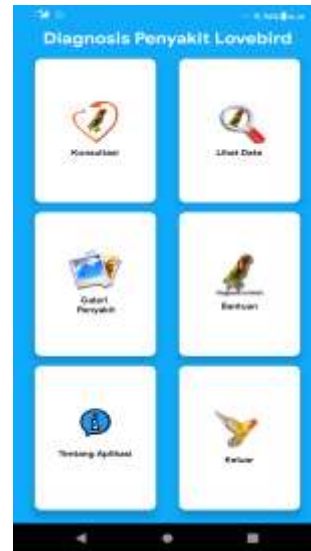 Diagnosis Penyakit Lovebird
Konsultasi
Lihat Data
Galeri
Penyakit
Bantuan
Tentang Aplikasi
Keluar